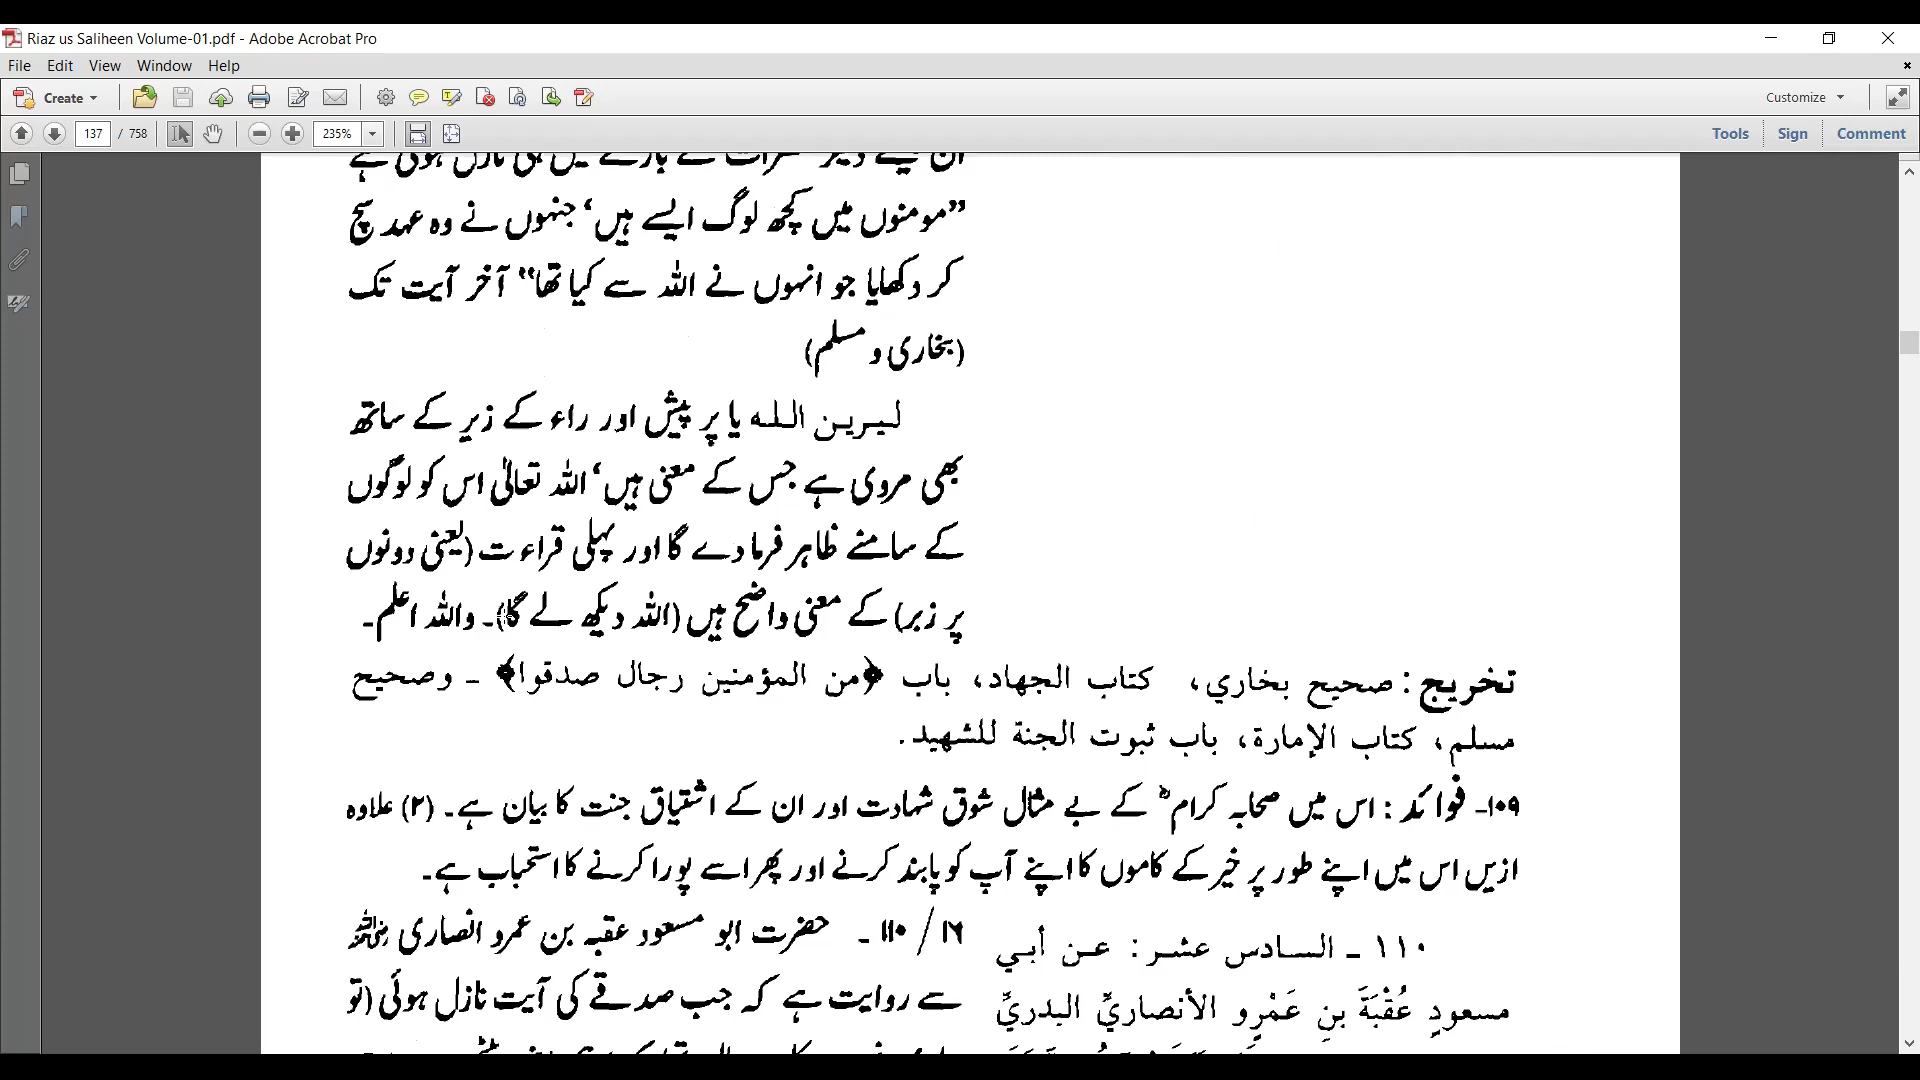 Riaz us Saliheen Volume-01.pdf - Adobe Acrobat Pro
File Edit View Window Help
Create Customize
137 / 758 235% Tools Sign Comment
”مومنوں میں کچھ لوگ ایسے ہیں‘ جنہوں نے وہ عہد سچ
کر دکھایا جو انہوں نے اللہ سے کیا تھا“ آخر آیت تک
(بخاری و مسلم)
لیرین اللہ یا پر پیش اور راء کے زیر کے ساتھ
بھی مروی ہے جس کے معنی ہیں‘ اللہ تعالیٰ اس کو لوگوں
کے سامنے ظاہر فرما دے گا اور پہلی قراءت (یعنی دونوں
پر زبر) کے معنی واضح ہیں (اللہ دیکھ لے گا)۔ واللہ اعلم۔
تخريج: صحيح بخاري، كتاب الجهاد، باب ﴿من المؤمنين رجال صدقوا﴾ ـ وصحيح
مسلم، كتاب الإمارة، باب ثبوت الجنة للشهيد.
۱۰۹۔ فوائد: اس میں صحابہ کرامؓ کے بے مثال شوق شہادت اور ان کے اشتیاق جنت کا بیان ہے۔ (۲) علاوہ
ازیں اس میں اپنے طور پر خیر کے کاموں کا اپنے آپ کو پابند کرنے اور پھر اسے پورا کرنے کا استحباب ہے۔
١١٠ ـ السادس عشر: عن أبي
مسعودٍ عُقْبَةَ بنِ عَمْرٍو الأنصاريِّ البدريِّ
۱۶ / ۱۱۰ ۔ حضرت ابو مسعود عقبہ بن عمرو انصاری رضی اللہ عنہ
سے روایت ہے کہ جب صدقے کی آیت نازل ہوئی (تو